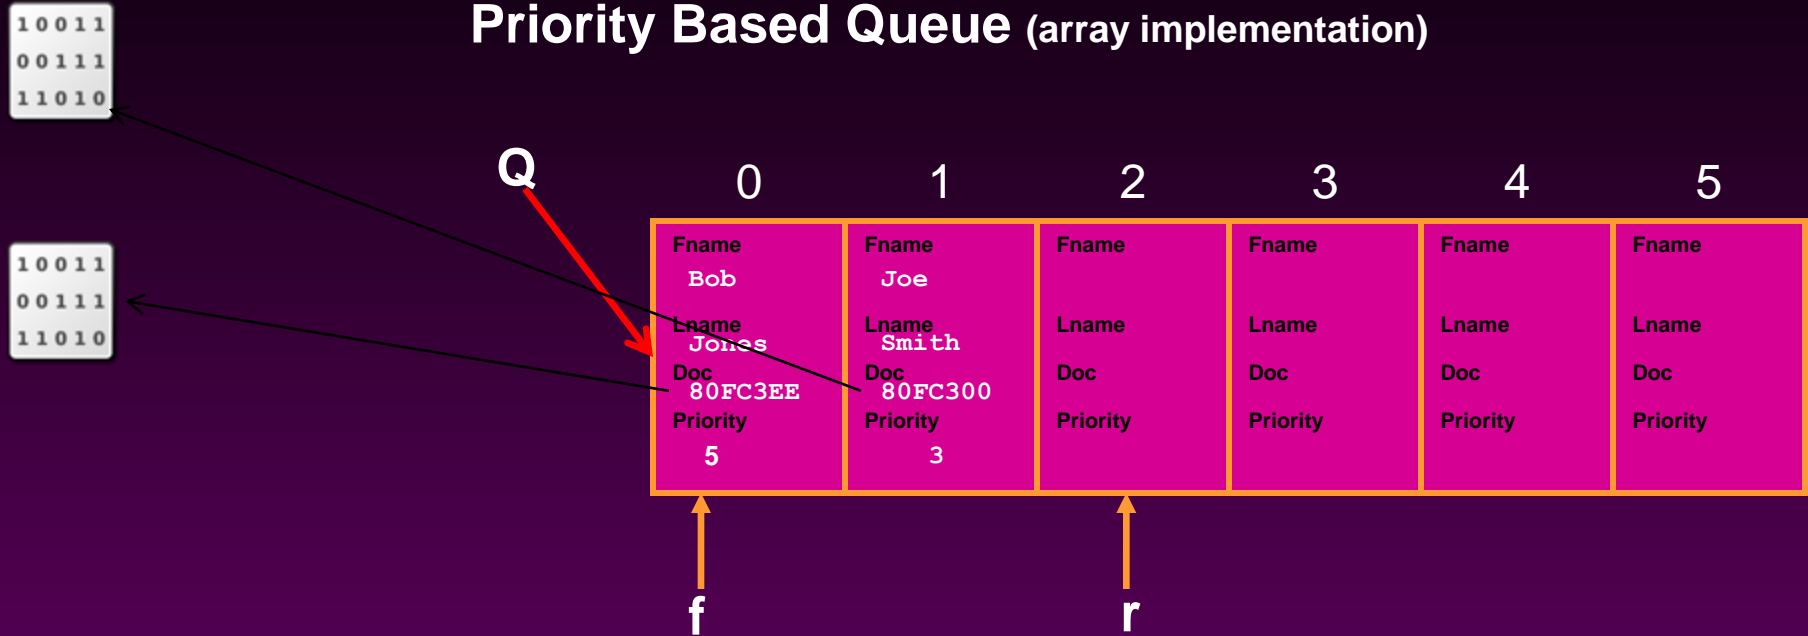 Priority Based Queue (array implementation)
10011
00111
11010
Q
0 1 2 3 4 5
10011
00111
11010
Fname Fname Fname Fname Fname Fname
Bob Joe
Lname Lname Lname Lname Lname Lname
Jones Smith
Doc Doc Doc Doc Doc Doc
80FC3EE 80FC300
Priority Priority Priority Priority Priority Priority
5 3
f r